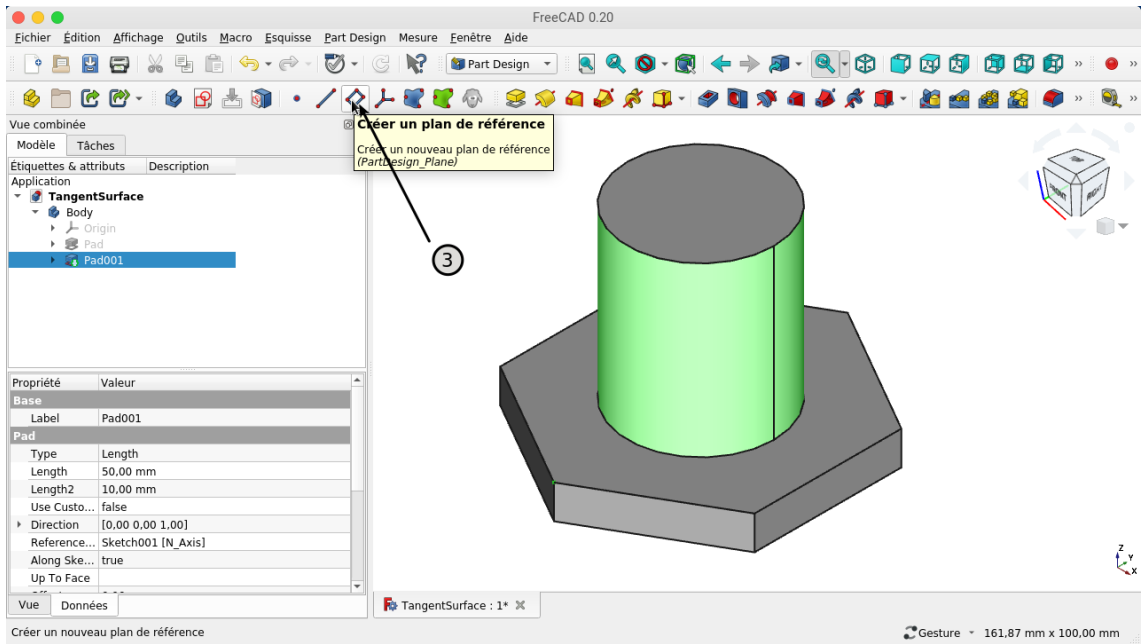 FreeCAD 0.20
Fichier Édition Affichage Outils Macro Esquisse Part Design Mesure Fenêtre Aide
Part Design
Vue combinée
Créer un plan de référence
Modèle Tâches
Créer un nouveau plan de référence
(PartDesign_Plane)
Étiquettes & attributs Description
Application
TangentSurface
Body
Origin
Pad
Pad001
3
FRONT RIGHT
Propriété Valeur
Base
Label Pad001
Pad
Type Length
Length 50,00 mm
Length2 10,00 mm
Use Custo... false
Direction [0,00 0,00 1,00]
Reference... Sketch001 [N_Axis]
Along Ske... true
Up To Face
Z
Y
X
Vue Données
TangentSurface : 1*
Créer un nouveau plan de référence
Gesture 161,87 mm x 100,00 mm